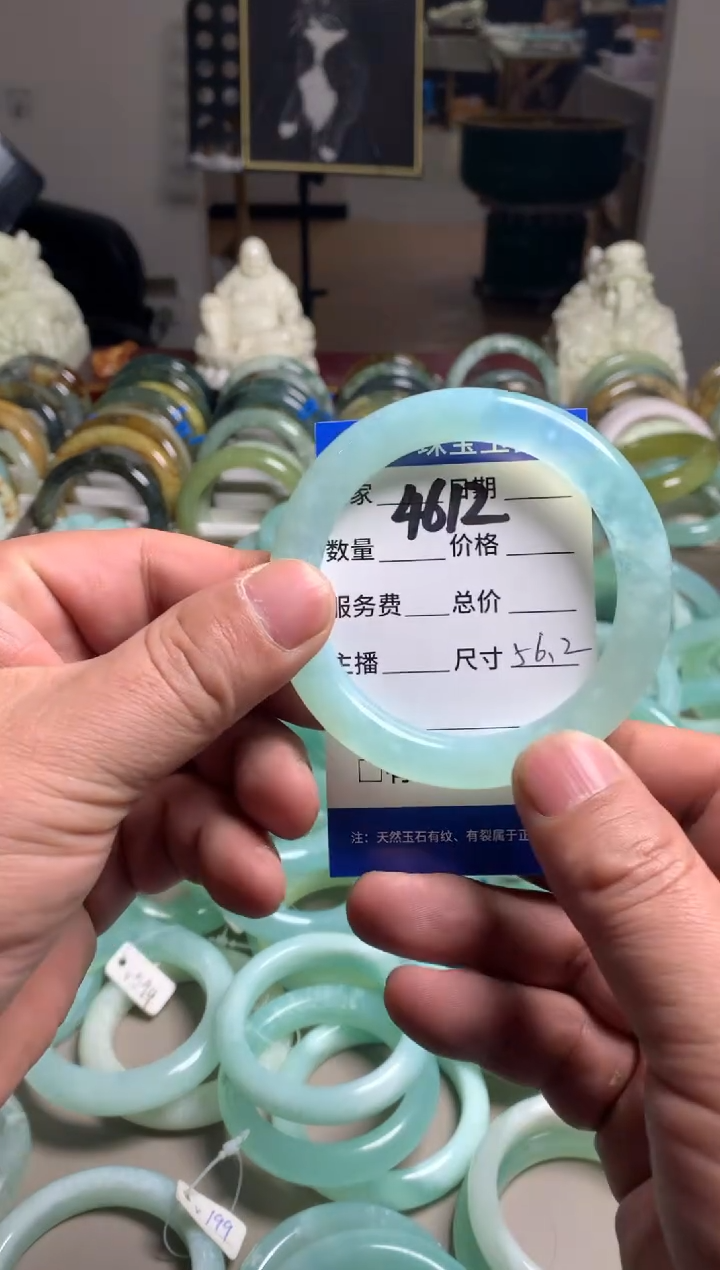 珠宝玉
家 4612 日期
数量 价格
服务费 总价
主播 尺寸 56.2
注：天然玉石有纹、有裂属于正
199